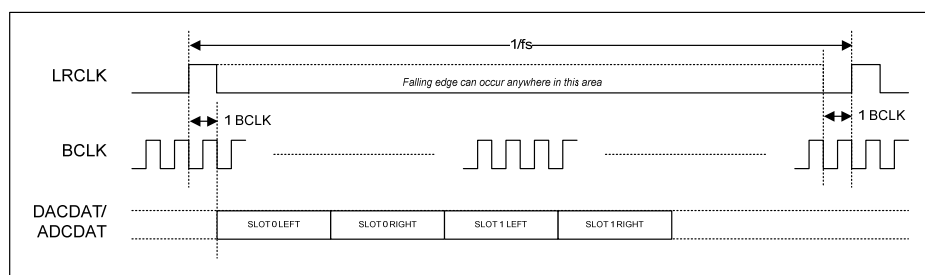 1/fs
LRCLK
Falling edge can occur anywhere in this area
1 BCLK
1 BCLK
BCLK
DACDAT/
ADCDAT
SLOT 0 LEFT
SLOT 0 RIGHT
SLOT 1 LEFT
SLOT 1 RIGHT